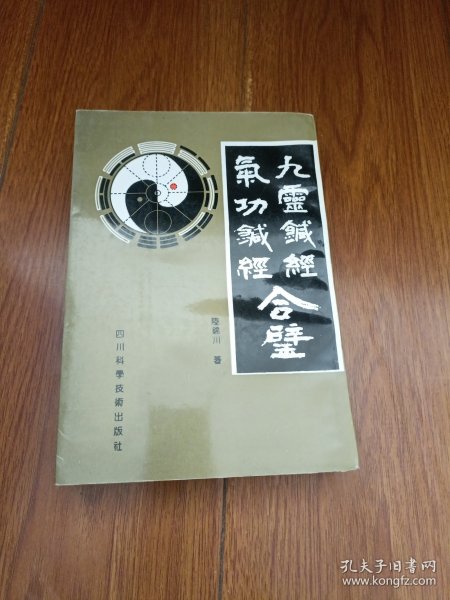 九靈鍼經
氣功鍼經
合璧
陸錦川 著
四川科學技術出版社
孔夫子旧书网
www.kongfz.com